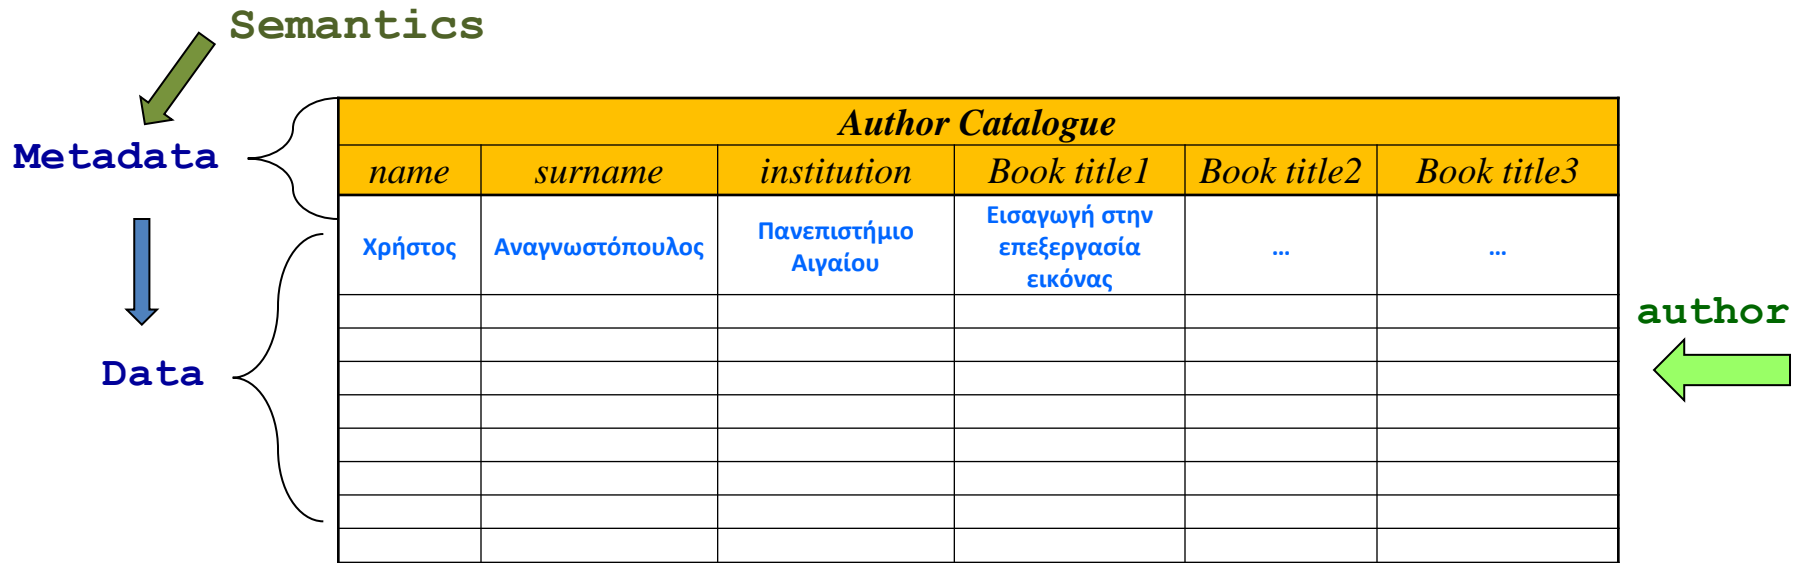 Semantics
Author Catalogue
Metadata
name surname institution Book title1 Book title2 Book title3
Χρήστος Αναγνωστόπουλος Πανεπιστήμιο Αιγαίου Εισαγωγή στην επεξεργασία εικόνας ... ...
author
Data